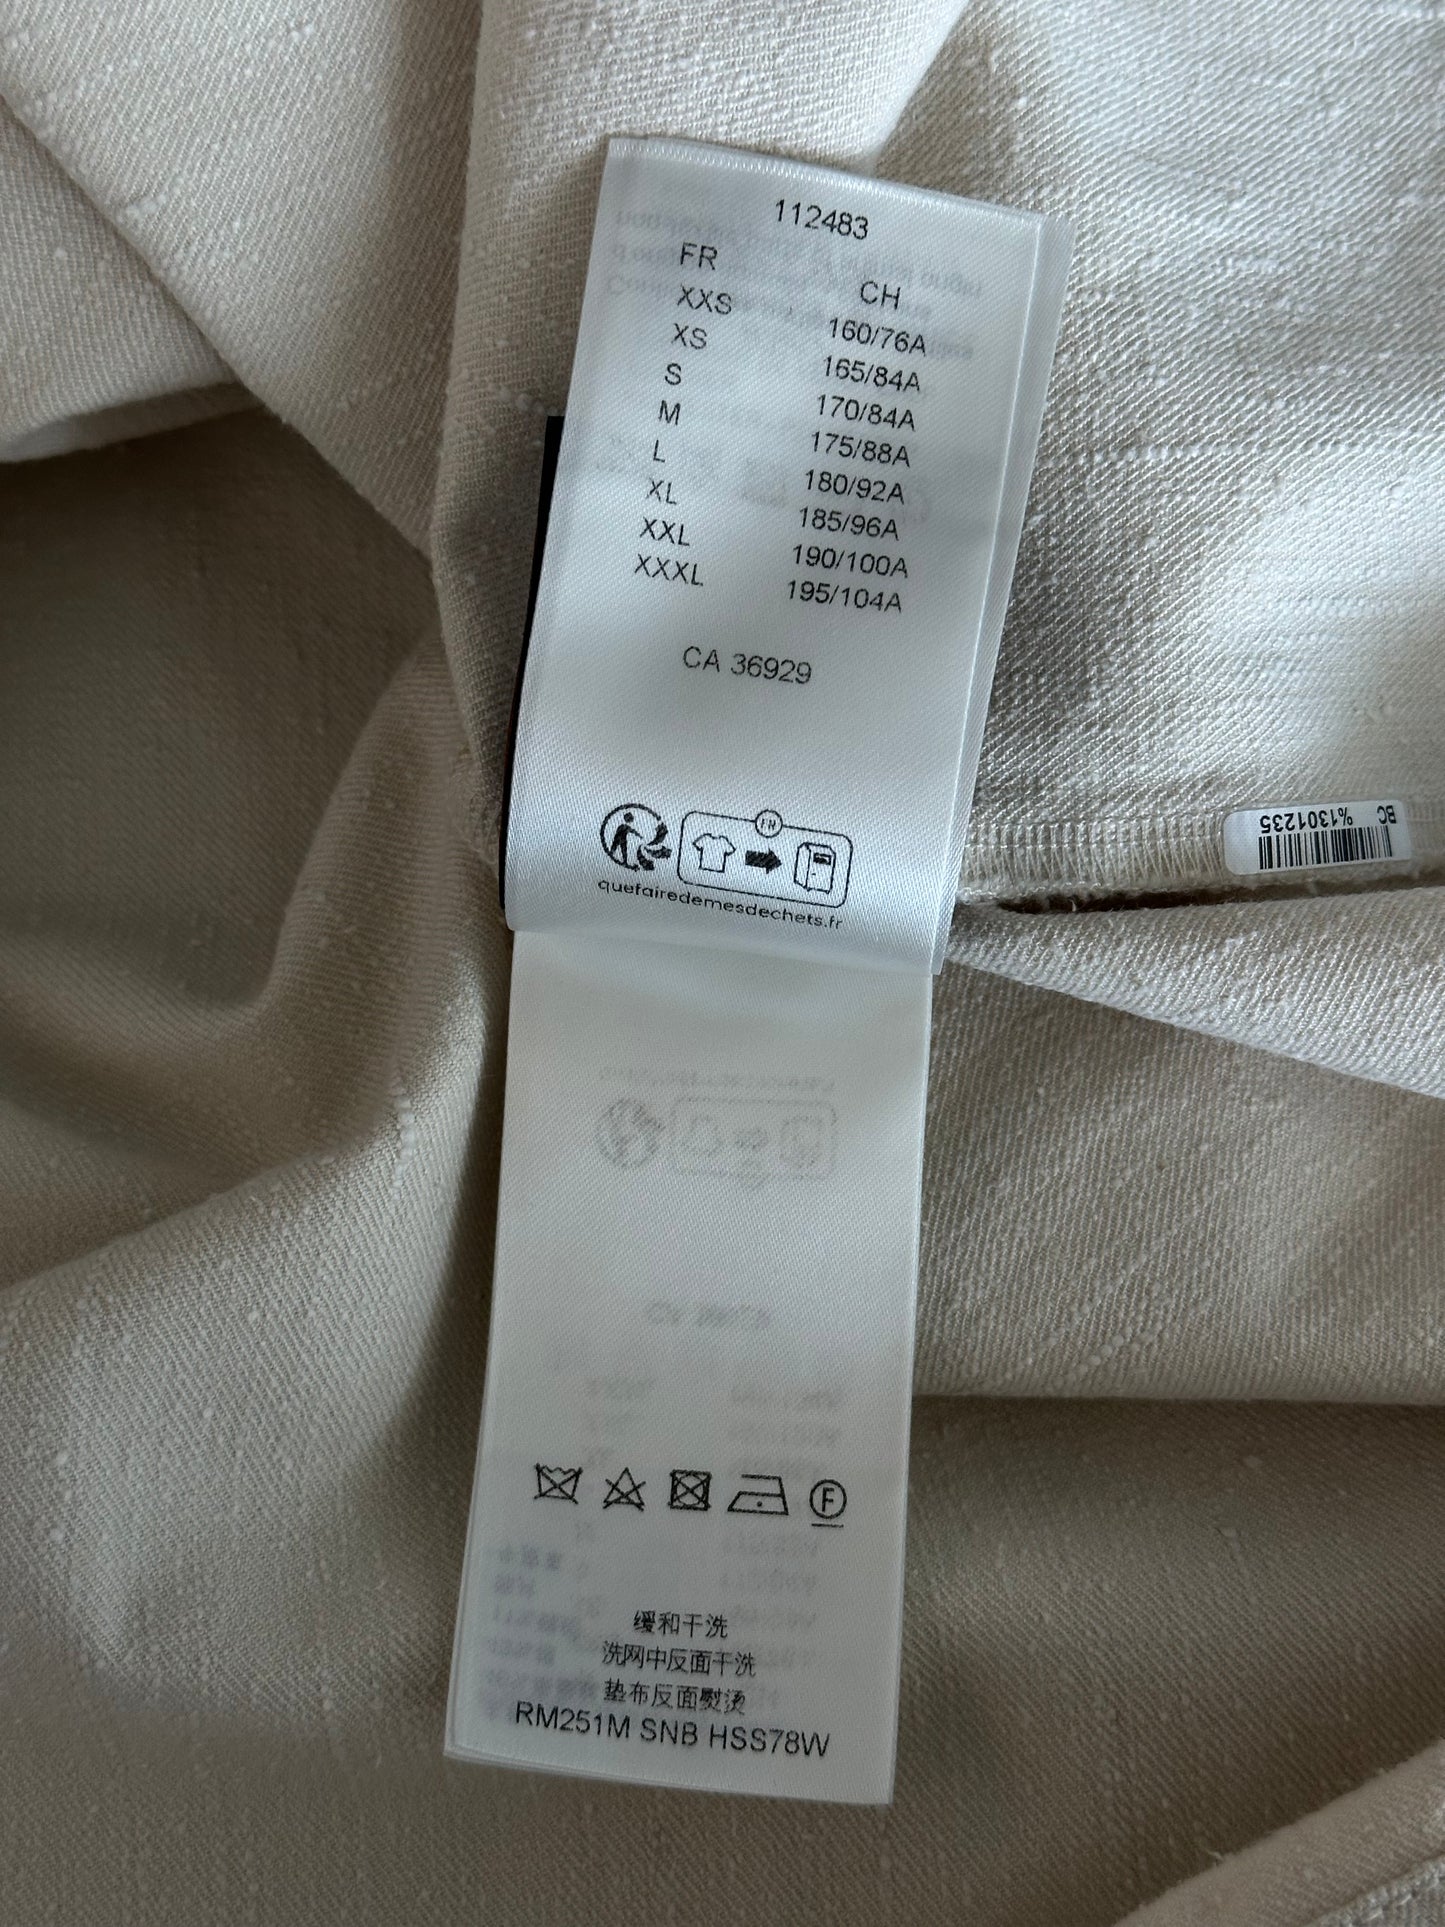 112483
FR CH
XXS 160/76A
XS 165/84A
S 170/84A
M 175/88A
L 180/92A
XL 185/96A
XXL 190/100A
XXXL 195/104A
CA 36929
FR
quefairedemesdechets.fr
BC %1301235
F
缓和干洗
洗网中反面干洗
垫布反面熨烫
RM251M SNB HSS78W